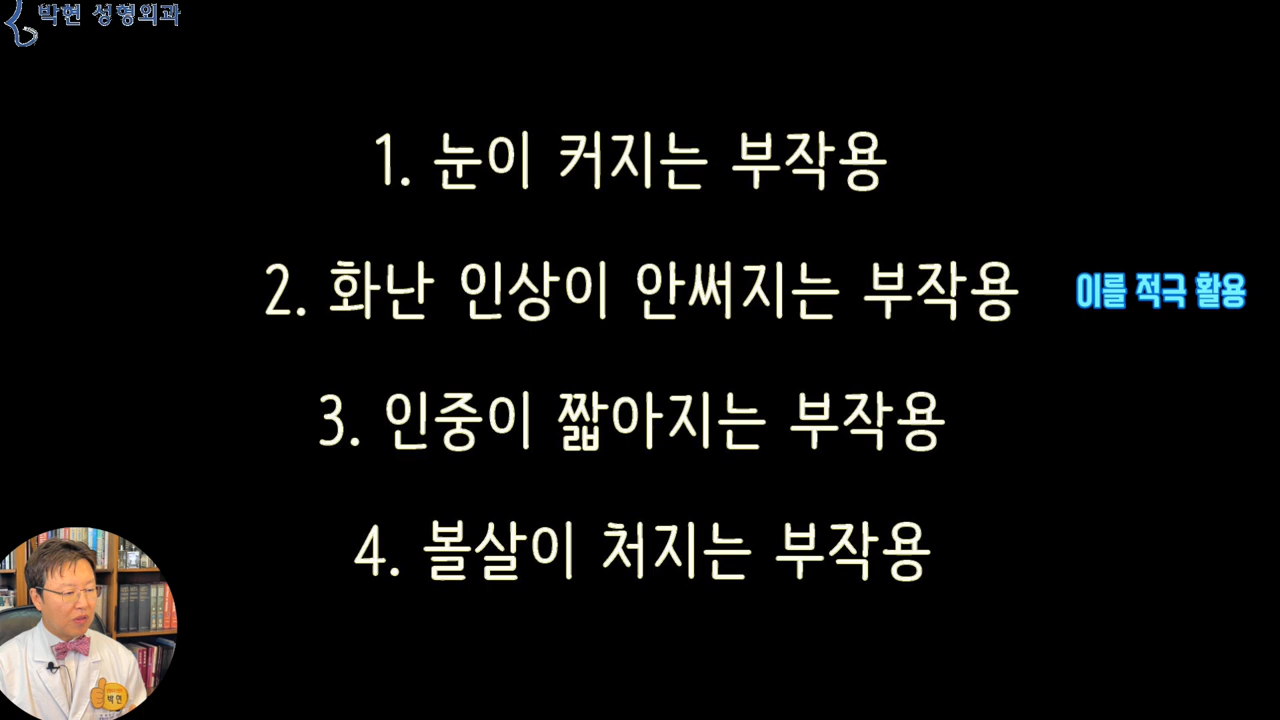 박현 성형외과
1. 눈이 커지는 부작용
2. 화난 인상이 안써지는 부작용 이를 적극 활용
3. 인중이 짧아지는 부작용
4. 볼살이 처지는 부작용
박현